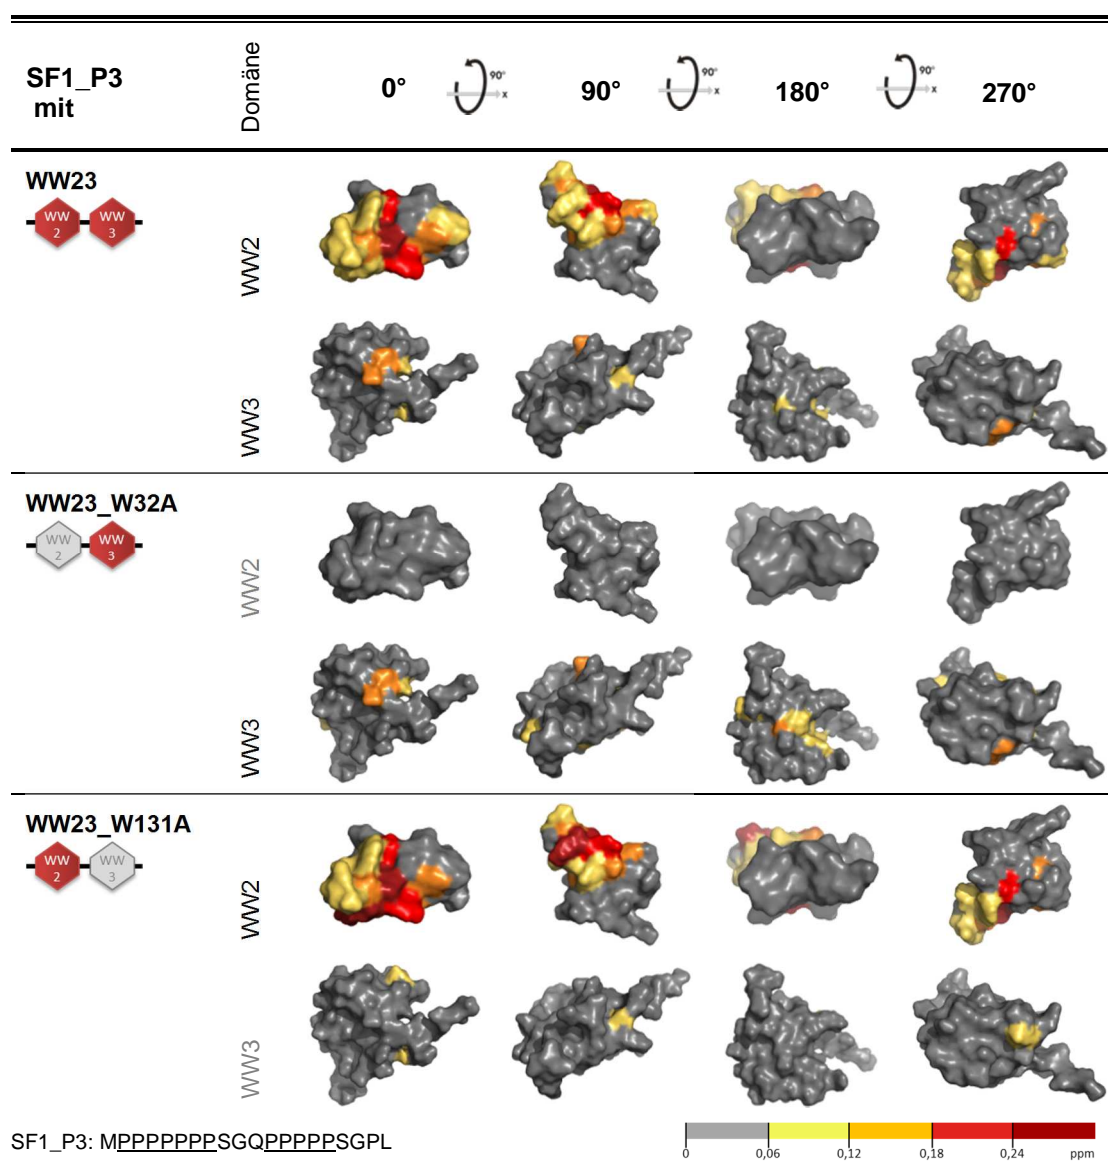 SF1_P3
mit
Domäne
0°
90°
x
90°
90°
x
180°
90°
x
270°
WW23
WW
2
WW
3
WW2
WW3
WW23_W32A
WW
2
WW
3
WW2
WW3
WW23_W131A
WW
2
WW
3
WW2
WW3
SF1_P3: MPPPPPPPSGQPPPPPSGPL
0
0,06
0,12
0,18
0,24
ppm